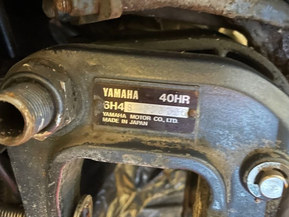 YAMAHA 40HR
6H4
YAMAHA MOTOR CO., LTD.
MADE IN JAPAN